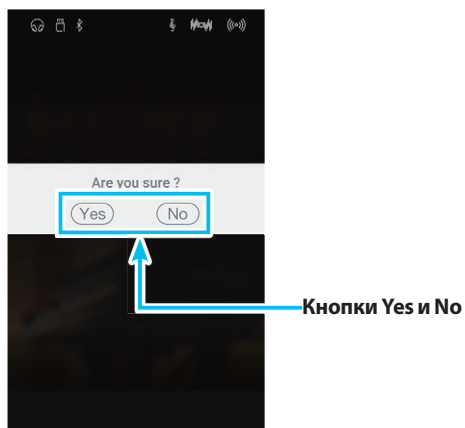 Are you sure ?
Yes
No
Кнопки Yes и No